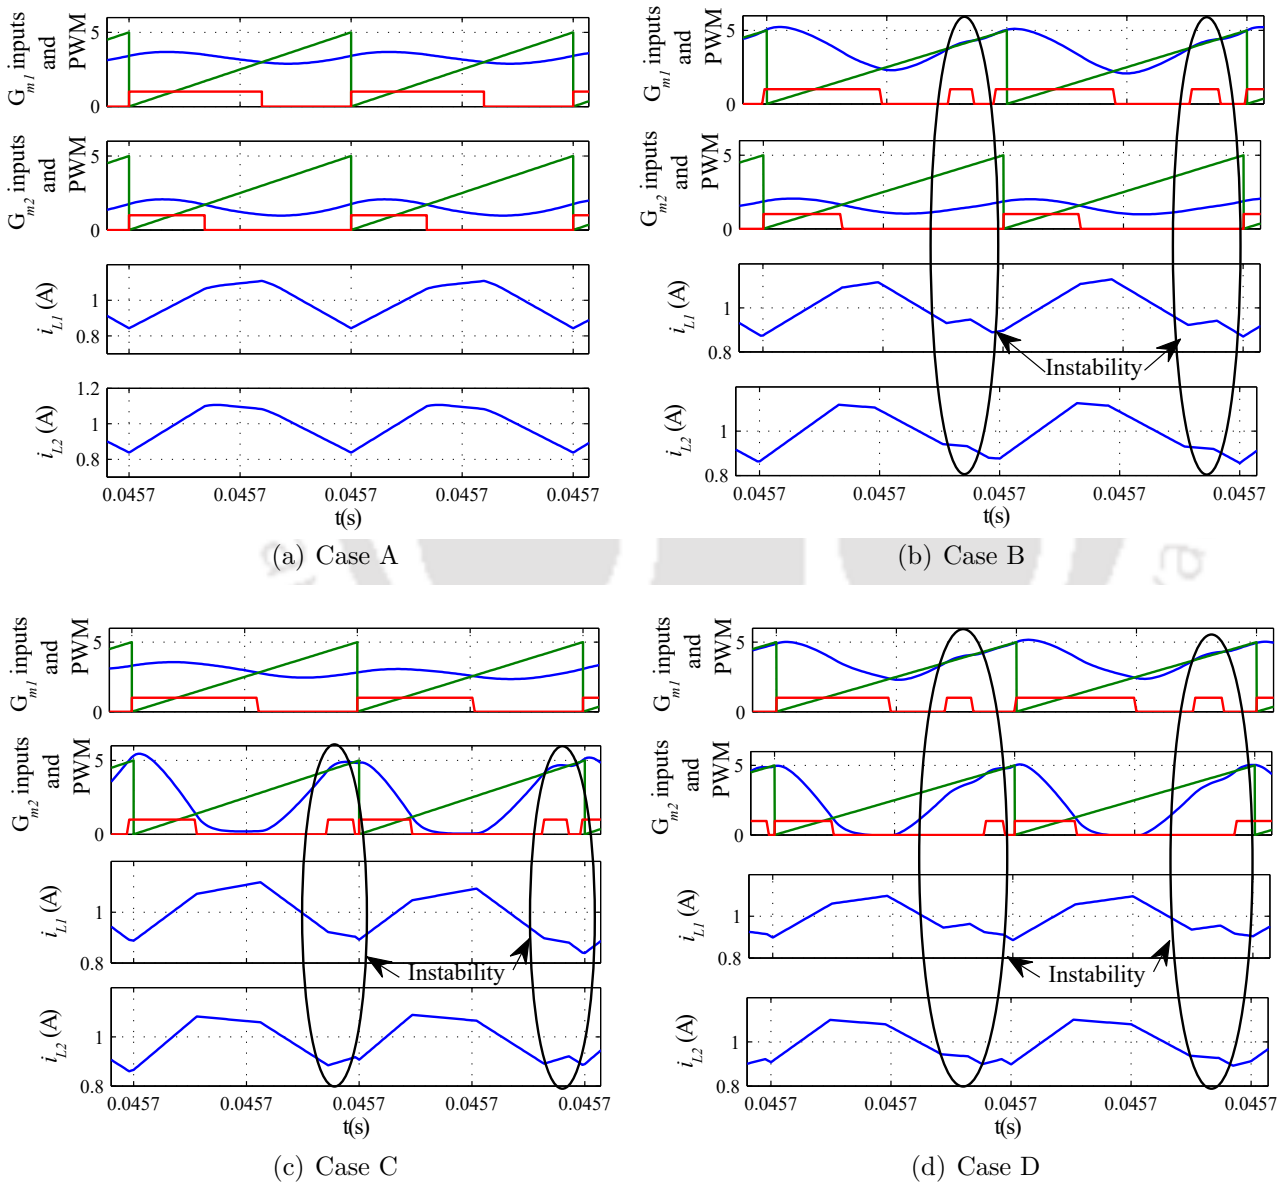 G_m1 inputs and PWM
5
0
G_m2 inputs and PWM
5
0
i_L1 (A)
1
0.8
i_L2 (A)
1.2
1
0.8
0.0457 0.0457 0.0457 0.0457
t(s)
(a) Case A
G_m1 inputs and PWM
5
0
G_m2 inputs and PWM
5
0
i_L1 (A)
1
0.8
Instability
i_L2 (A)
1
0.8
0.0457 0.0457 0.0457 0.0457 0.0457
t(s)
(b) Case B
G_m1 inputs and PWM
5
0
G_m2 inputs and PWM
5
0
i_L1 (A)
1
0.8
Instability
i_L2 (A)
1
0.8
0.0457 0.0457 0.0457 0.0457 0.0457
t(s)
(c) Case C
G_m1 inputs and PWM
5
0
G_m2 inputs and PWM
5
0
i_L1 (A)
1
0.8
Instability
i_L2 (A)
1
0.8
0.0457 0.0457 0.0457 0.0457 0.0457
t(s)
(d) Case D